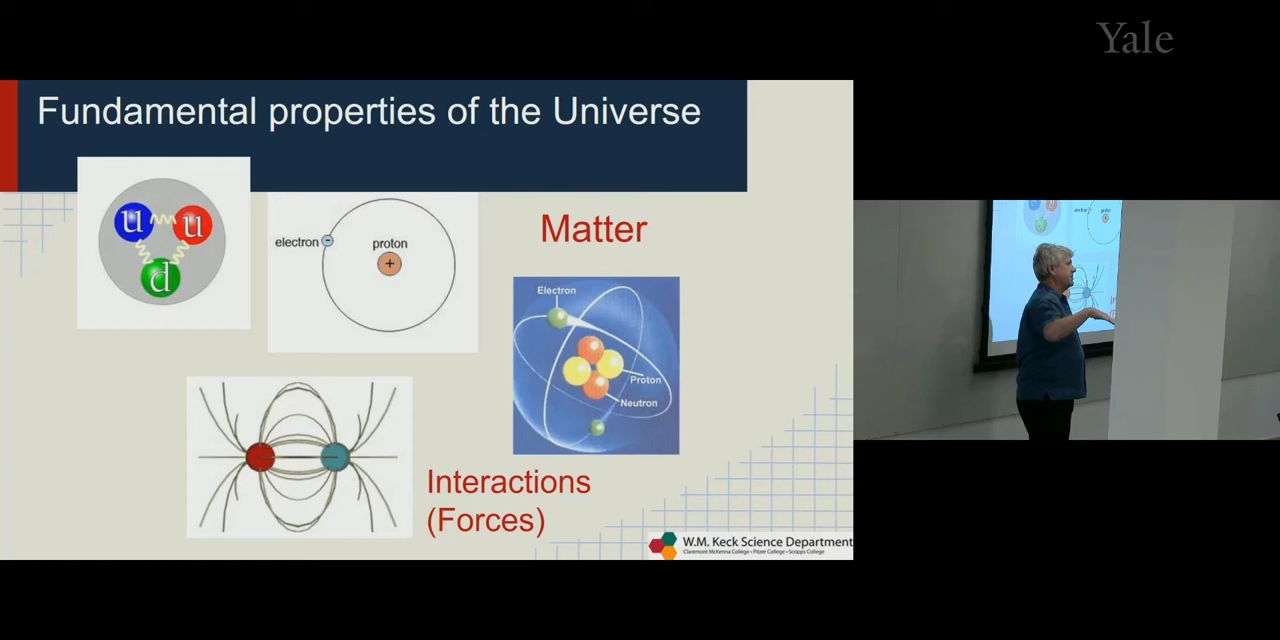 Yale
Fundamental properties of the Universe
u u
d
electron
proton
Matter
Electron
Proton
Neutron
Interactions
(Forces)
W.M. Keck Science Department
Claremont McKenna College • Pitzer College • Scripps College